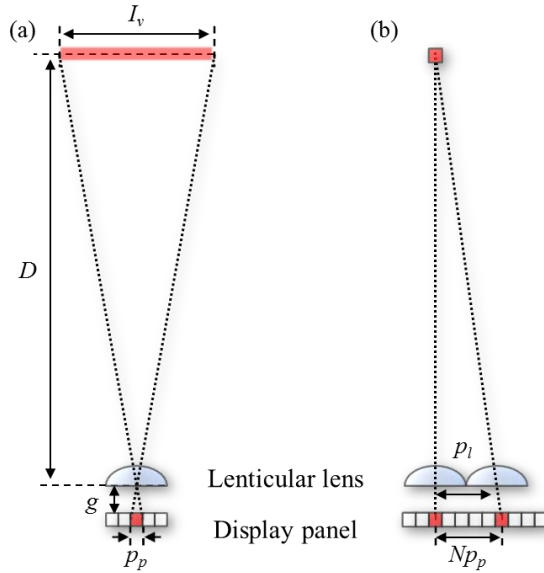 (a)
I_v
(b)
D
Lenticular lens
p_l
g
Display panel
p_p
Np_p